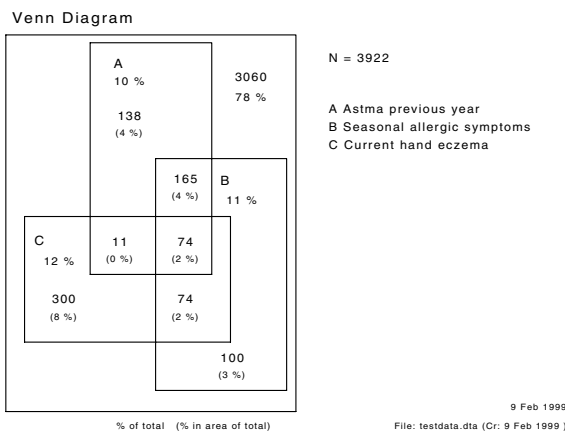 Venn Diagram
A
10 %
138
(4 %)
3060
78 %
165
(4 %)
B
11 %
C
12 %
11
(0 %)
74
(2 %)
300
(8 %)
74
(2 %)
100
(3 %)
% of total (% in area of total)
N = 3922
A Astma previous year
B Seasonal allergic symptoms
C Current hand eczema
9 Feb 1999
File: testdata.dta (Cr: 9 Feb 1999 )